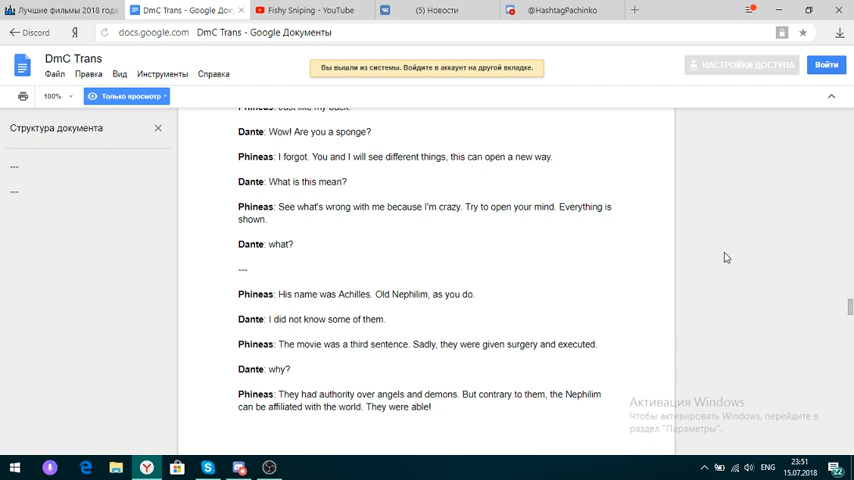 Лучшие фильмы 2018 года
DmC Trans - Google Док
Fishy Sniping - YouTube
(5) Новости
@HashtagPachinko
Discord
Я
docs.google.com DmC Trans - Google Документы
DmC Trans
Файл Правка Вид Инструменты Справка
Вы вышли из системы. Войдите в аккаунт на другой вкладке.
НАСТРОЙКИ ДОСТУПА
Войти
100%
Только просмотр
Структура документа
---
---
Phineas: Just like my back.
Dante: Wow! Are you a sponge?
Phineas: I forgot. You and I will see different things, this can open a new way.
Dante: What is this mean?
Phineas: See what's wrong with me because I'm crazy. Try to open your mind. Everything is
shown.
Dante: what?
---
Phineas: His name was Achilles. Old Nephilim, as you do.
Dante: I did not know some of them.
Phineas: The movie was a third sentence. Sadly, they were given surgery and executed.
Dante: why?
Phineas: They had authority over angels and demons. But contrary to them, the Nephilim
can be affiliated with the world. They were able!
Активация Windows
Чтобы активировать Windows, перейдите в
раздел "Параметры".
ENG
23:51
15.07.2018
22